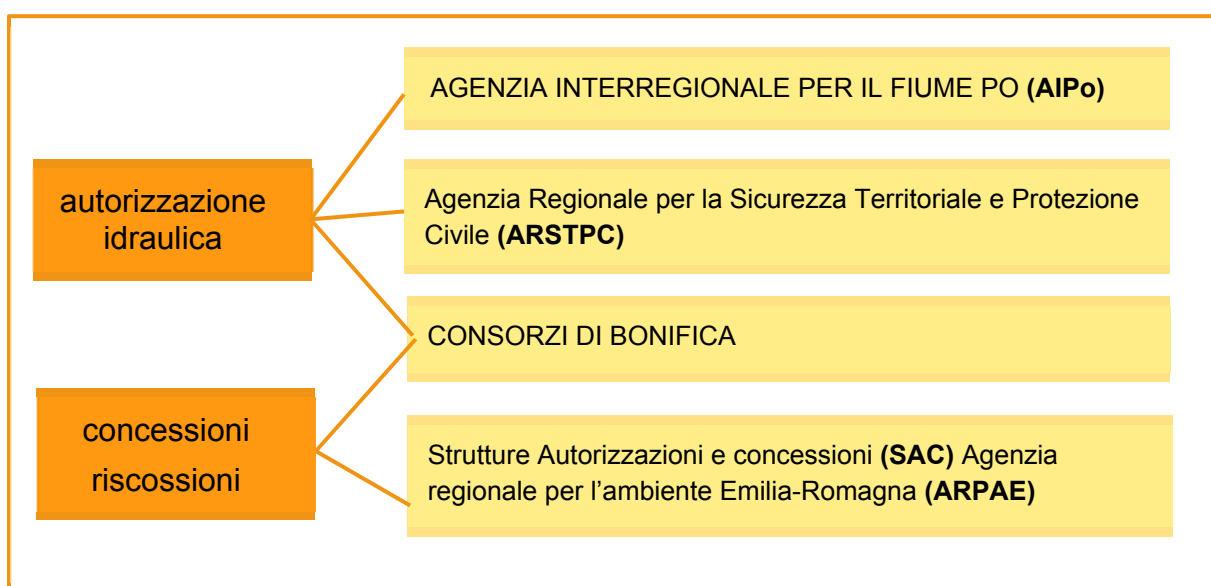 AGENZIA INTERREGIONALE PER IL FIUME PO (AIPo)
autorizzazione
idraulica
Agenzia Regionale per la Sicurezza Territoriale e Protezione
Civile (ARSTPC)
CONSORZI DI BONIFICA
concessioni
riscossioni
Strutture Autorizzazioni e concessioni (SAC) Agenzia
regionale per l’ambiente Emilia-Romagna (ARPAE)